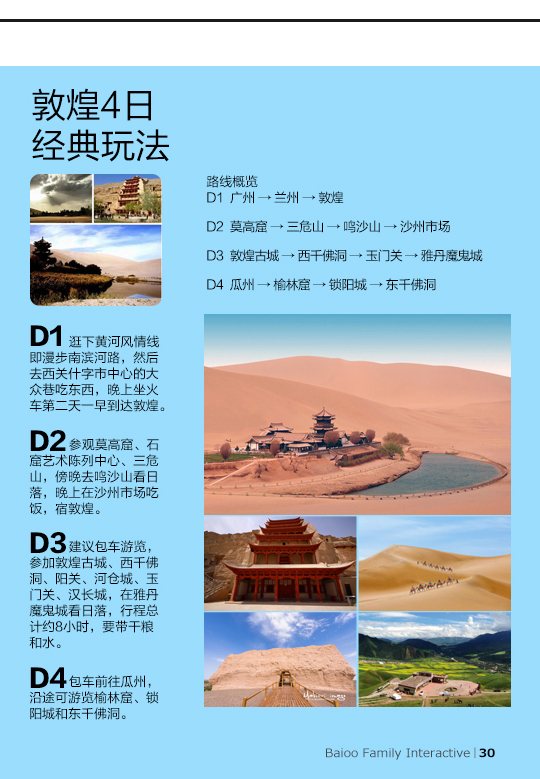 敦煌4日
经典玩法
路线概览
D1 广州 → 兰州 → 敦煌
D2 莫高窟 → 三危山 → 鸣沙山 → 沙州市场
D3 敦煌古城 → 西千佛洞 → 玉门关 → 雅丹魔鬼城
D4 瓜州 → 榆林窟 → 锁阳城 → 东千佛洞
D1 逛下黄河风情线
即漫步南滨河路，然后
去西关什字市中心的大
众巷吃东西，晚上坐火
车第二天一早到达敦煌。
D2 参观莫高窟、石
窟艺术陈列中心、三危
山，傍晚去鸣沙山看日
落，晚上在沙州市场吃
饭，宿敦煌。
D3 建议包车游览，
参加敦煌古城、西千佛
洞、阳关、河仓城、玉
门关、汉长城，在雅丹
魔鬼城看日落，行程总
计约8小时，要带干粮
和水。
D4 包车前往瓜州，
沿途可游览榆林窟、锁
阳城和东千佛洞。
Baioo Family Interactive | 30